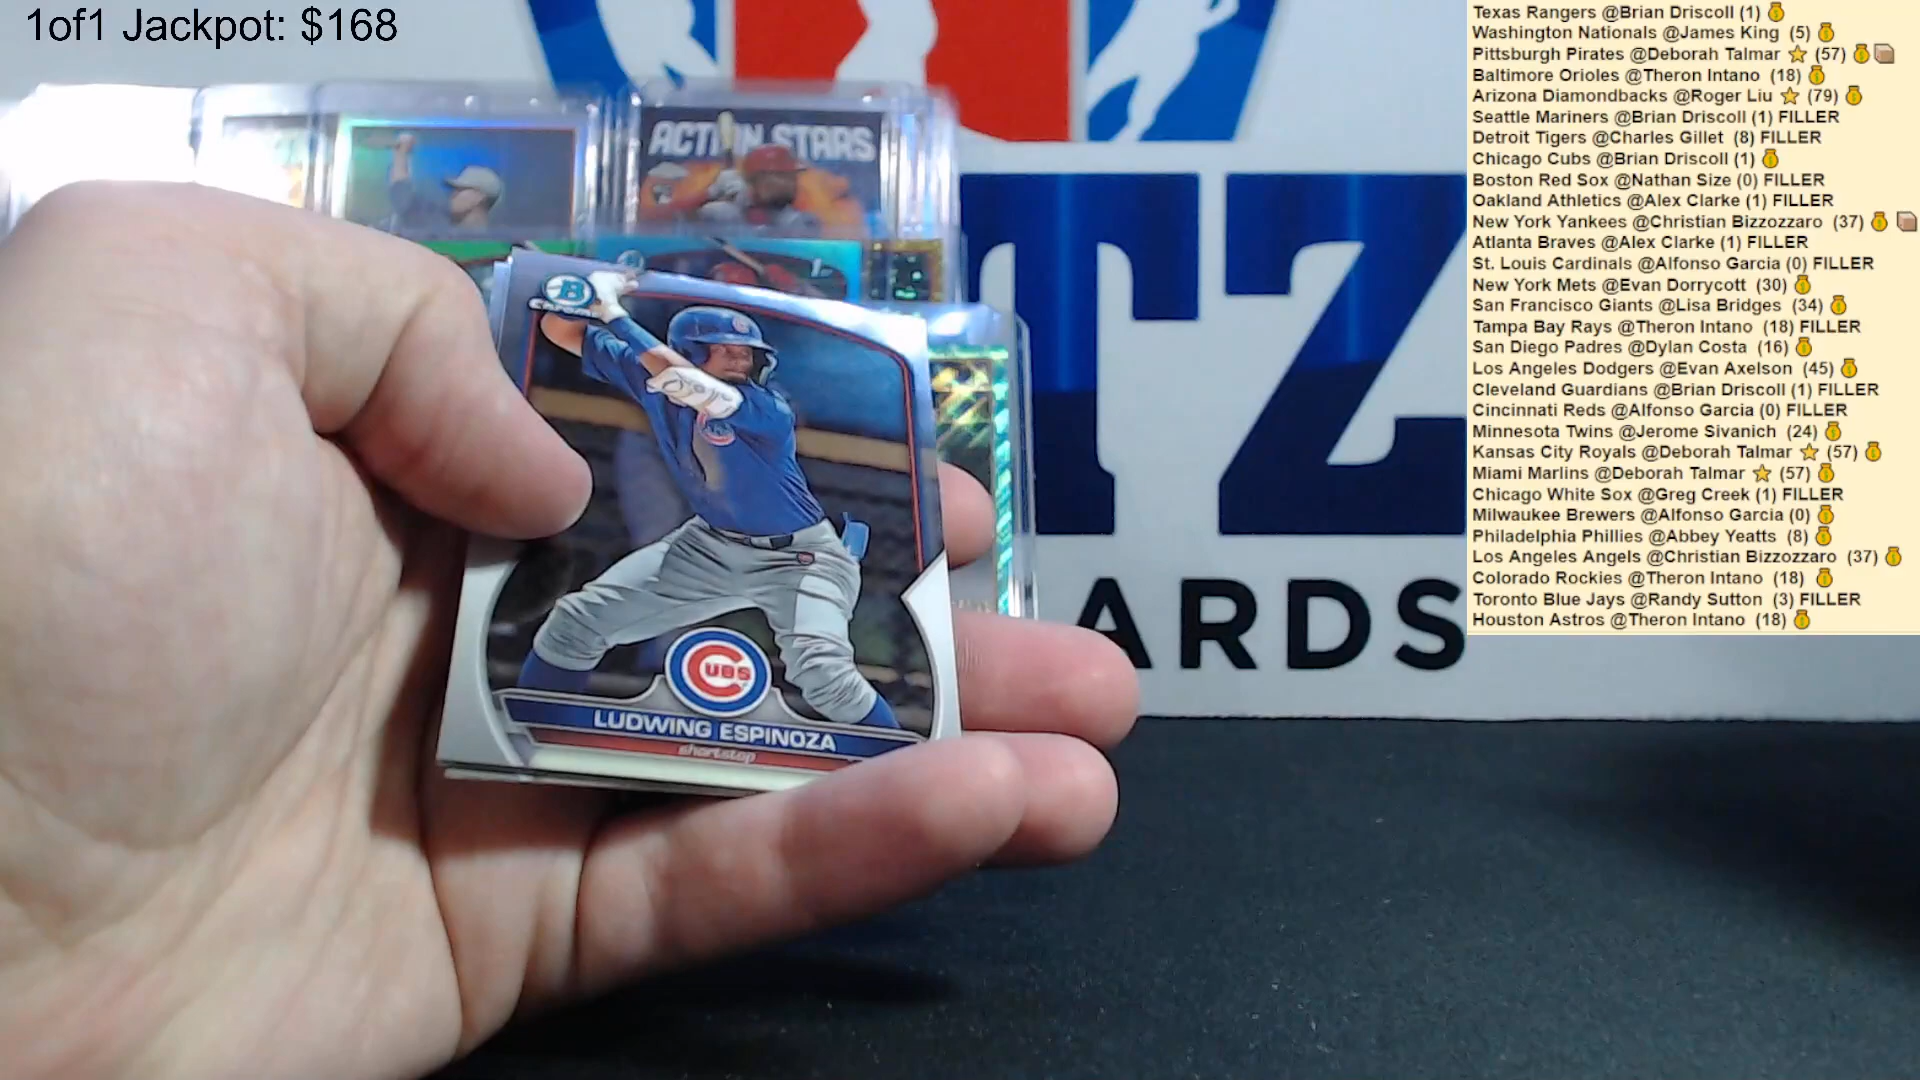 1of1 Jackpot: $168
ACTION STARS
TZ
ARDS
B
Chrome
CUBS
LUDWING ESPINOZA
shortstop
Texas Rangers @Brian Driscoll (1)
Washington Nationals @James King (5)
Pittsburgh Pirates @Deborah Talmar ⭐ (57)
Baltimore Orioles @Theron Intano (18)
Arizona Diamondbacks @Roger Liu ⭐ (79)
Seattle Mariners @Brian Driscoll (1) FILLER
Detroit Tigers @Charles Gillet (8) FILLER
Chicago Cubs @Brian Driscoll (1)
Boston Red Sox @Nathan Size (0) FILLER
Oakland Athletics @Alex Clarke (1) FILLER
New York Yankees @Christian Bizzozzaro (37)
Atlanta Braves @Alex Clarke (1) FILLER
St. Louis Cardinals @Alfonso Garcia (0) FILLER
New York Mets @Evan Dorrycott (30)
San Francisco Giants @Lisa Bridges (34)
Tampa Bay Rays @Theron Intano (18) FILLER
San Diego Padres @Dylan Costa (16)
Los Angeles Dodgers @Evan Axelson (45)
Cleveland Guardians @Brian Driscoll (1) FILLER
Cincinnati Reds @Alfonso Garcia (0) FILLER
Minnesota Twins @Jerome Sivanich (24)
Kansas City Royals @Deborah Talmar ⭐ (57)
Miami Marlins @Deborah Talmar ⭐ (57)
Chicago White Sox @Greg Creek (1) FILLER
Milwaukee Brewers @Alfonso Garcia (0)
Philadelphia Phillies @Abbey Yeatts (8)
Los Angeles Angels @Christian Bizzozzaro (37)
Colorado Rockies @Theron Intano (18)
Toronto Blue Jays @Randy Sutton (3) FILLER
Houston Astros @Theron Intano (18)